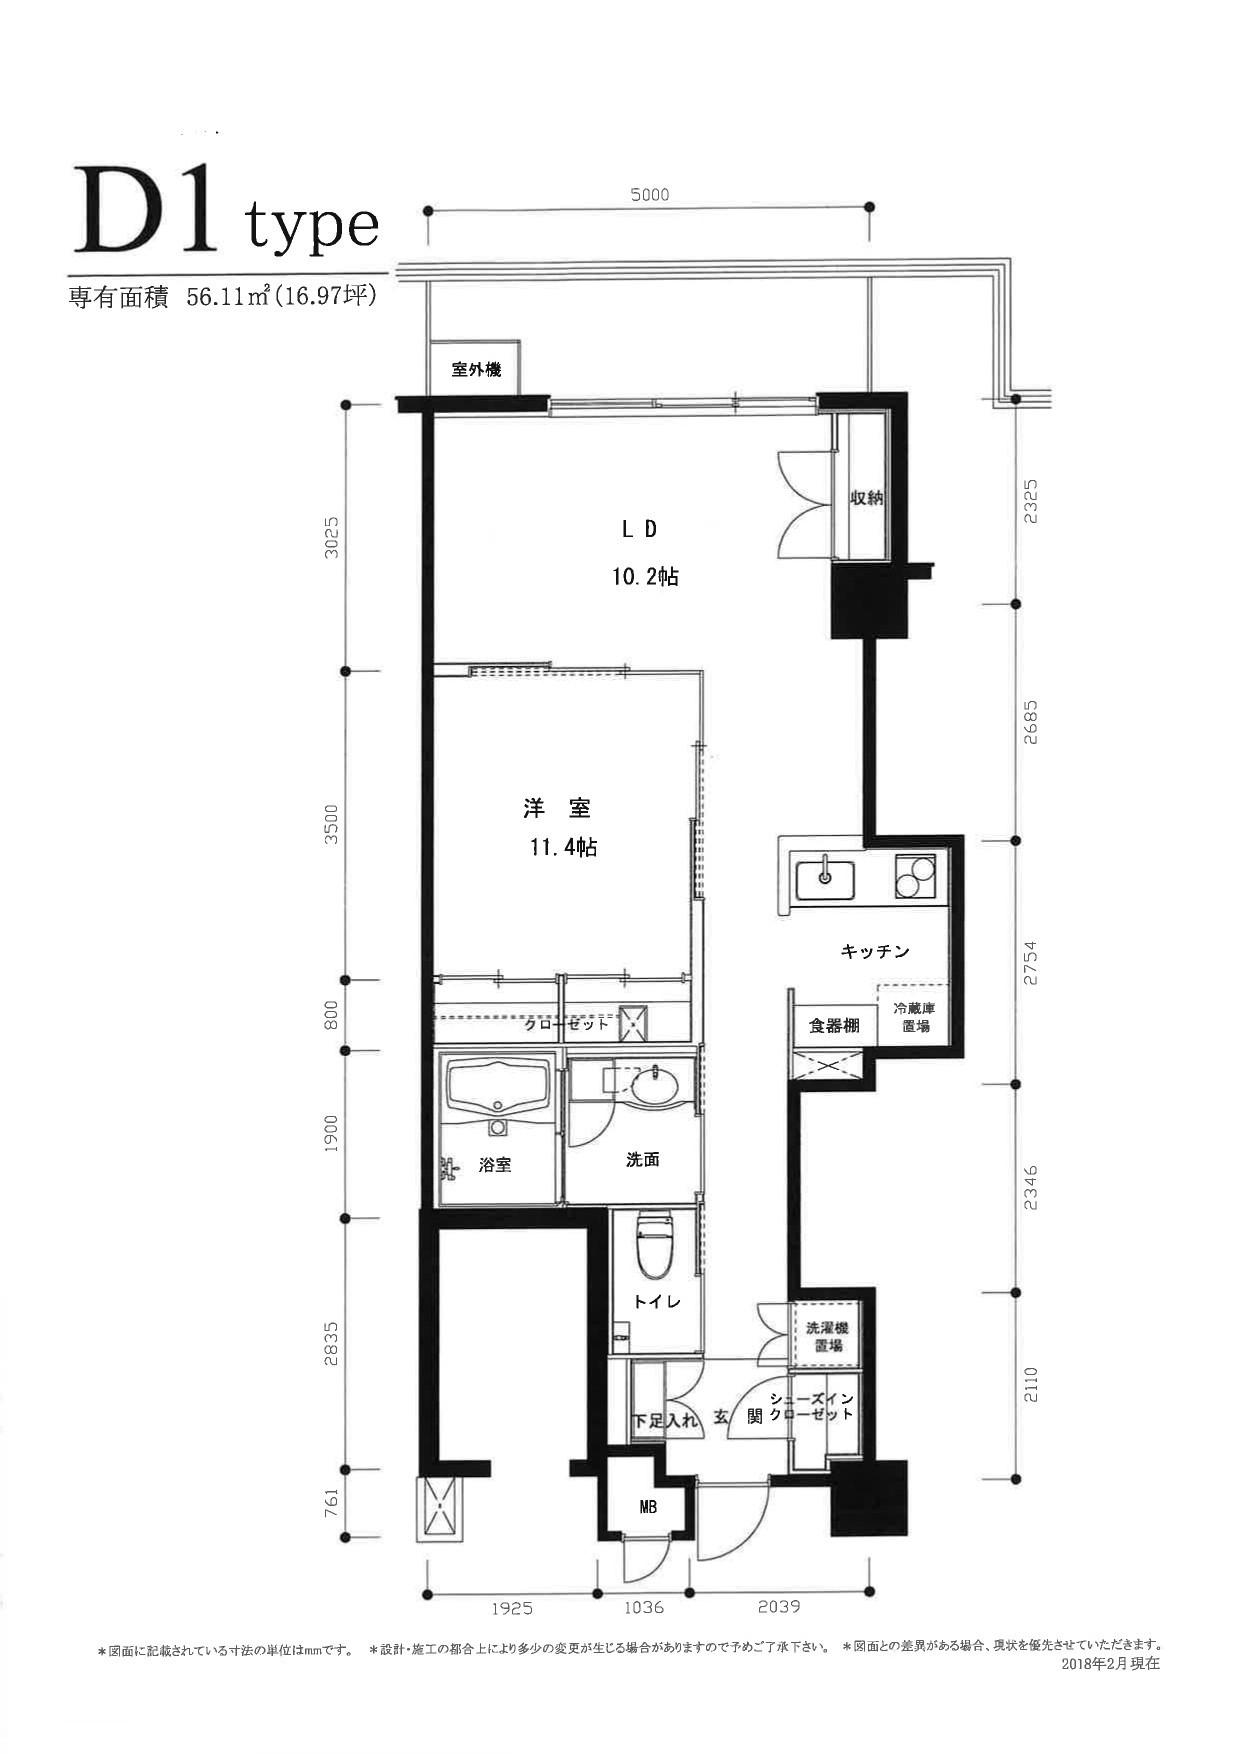 D1 type
専有面積 56.11㎡(16.97坪)
5000
室外機
収納
LD
10.2帖
3025
2325
2685
洋 室
11.4帖
3500
キッチン
2754
冷蔵庫
置場
食器棚
クローゼット
800
1900
浴室
洗面
2346
トイレ
洗濯機
置場
2835
2110
シューズイン
クローゼット
下足入れ
玄 関
MB
761
1925
1036
2039
*図面に記載されている寸法の単位はmmです。 *設計・施工の都合上により多少の変更が生じる場合がありますので予めご了承下さい。 *図面との差異がある場合、現状を優先させていただきます。
2018年2月現在